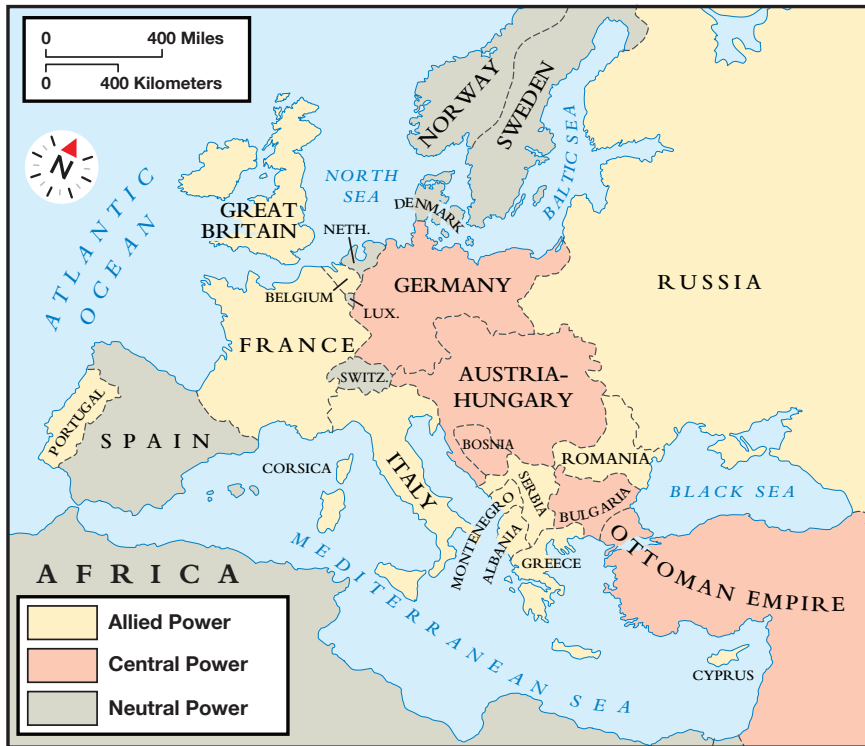 0 400 Miles
0 400 Kilometers
N
ATLANTIC
OCEAN
NORTH
SEA
BALTIC SEA
NORWAY
SWEDEN
DENMARK
GREAT
BRITAIN
NETH.
BELGIUM
LUX.
GERMANY
RUSSIA
FRANCE
SWITZ.
AUSTRIA-
HUNGARY
BOSNIA
PORTUGAL
SPAIN
CORSICA
ITALY
ROMANIA
SERBIA
MONTENEGRO
ALBANIA
BULGARIA
GREECE
BLACK SEA
OTTOMAN EMPIRE
MEDITERRANEAN SEA
CYPRUS
AFRICA
Allied Power
Central Power
Neutral Power